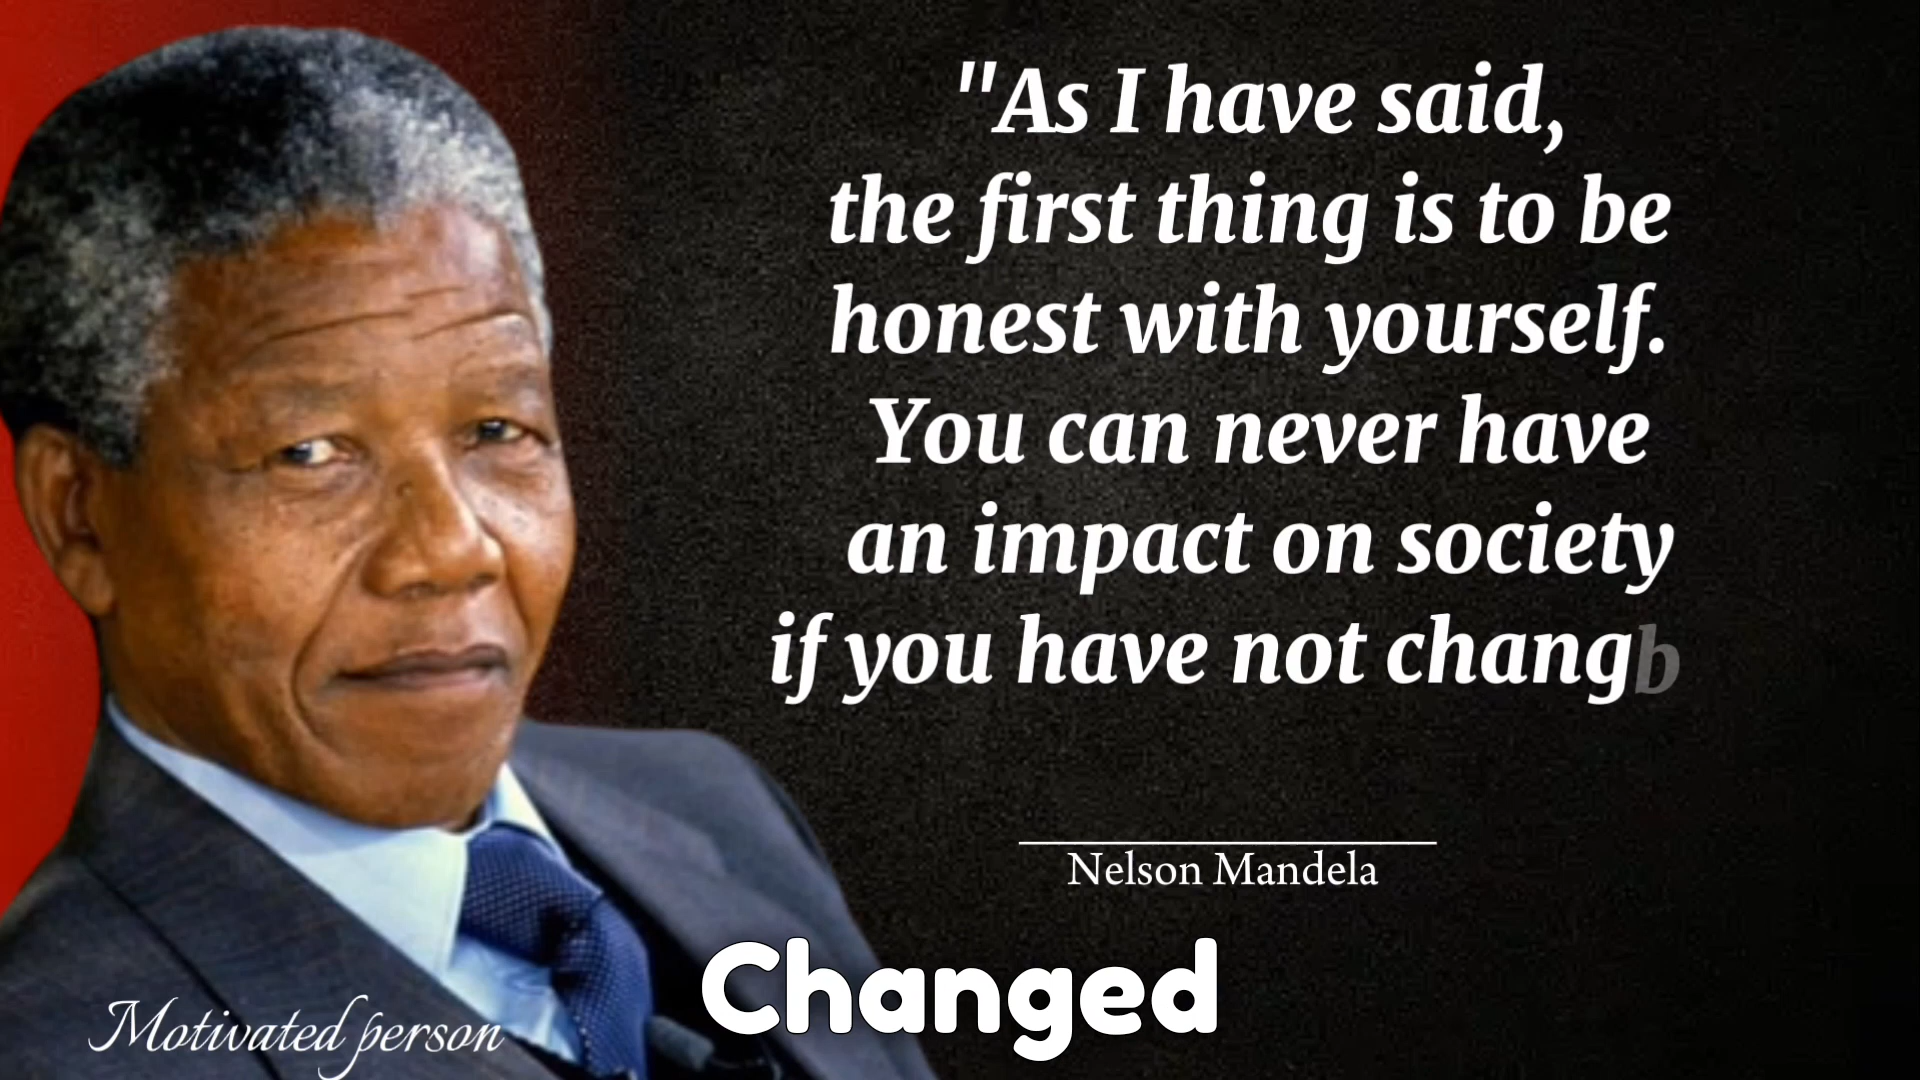 "As I have said,
the first thing is to be
honest with yourself.
You can never have
an impact on society
if you have not changb
Nelson Mandela
Changed
Motivated person